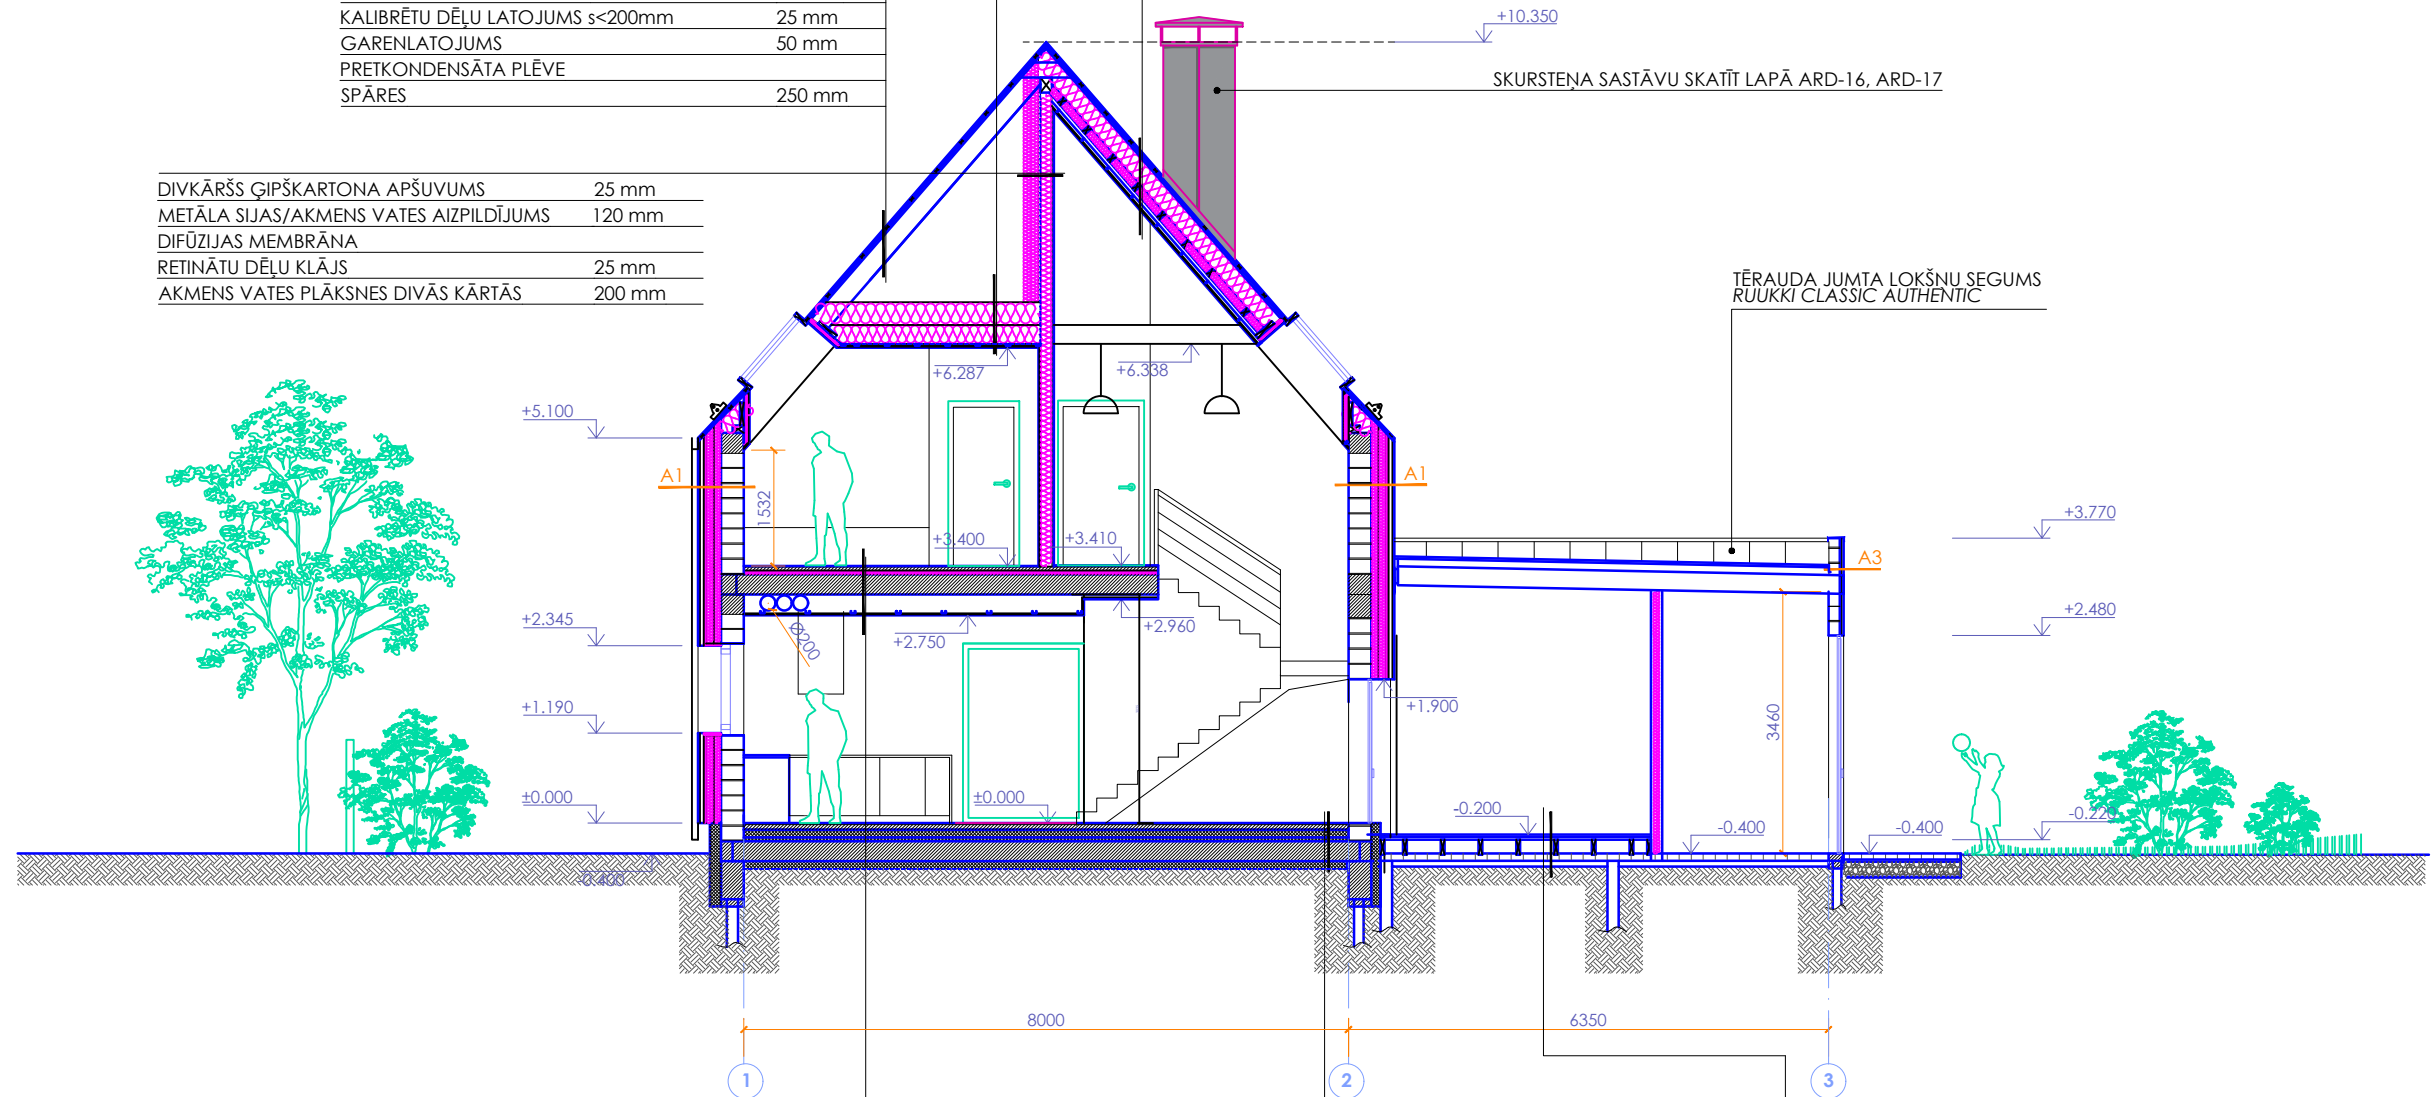 KALIBRĒTU DĒĻU LATOJUMS s<200mm 25 mm
GARENLATOJUMS 50 mm
PRETKONDENSĀTA PLĒVE
SPĀRES 250 mm
+10.350
SKURSTEŅA SASTĀVU SKATĪT LAPĀ ARD-16, ARD-17
DIVKĀRŠS ĢIPŠKARTONA APŠUVUMS 25 mm
METĀLA SIJAS/AKMENS VATES AIZPILDĪJUMS 120 mm
DIFŪZIJAS MEMBRĀNA
RETINĀTU DĒĻU KLĀJS 25 mm
AKMENS VATES PLĀKSNES DIVĀS KĀRTĀS 200 mm
TĒRAUDA JUMTA LOKŠŅU SEGUMS
RUUKKI CLASSIC AUTHENTIC
+6.287
+6.338
+5.100
A1
A1
1532
+3.400
+3.410
+3.770
A3
+2.345
Ø200
+2.750
+2.960
+2.480
+1.190
+1.900
3460
±0.000
±0.000
-0.200
-0.400
-0.400
-0.220
-0.400
8000
6350
1
2
3